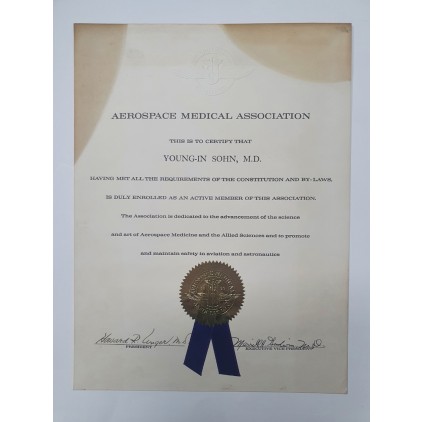 AEROSPACE MEDICAL ASSOCIATION
THIS IS TO CERTIFY THAT
YOUNG-IN SOHN, M.D.
HAVING MET ALL THE REQUIREMENTS OF THE CONSTITUTION AND BY-LAWS,
IS DULY ENROLLED AS AN ACTIVE MEMBER OF THIS ASSOCIATION.
The Association is dedicated to the advancement of the science
and art of Aerospace Medicine and the Allied Sciences and to promote
and maintain safety in aviation and astronautics
PRESIDENT
EXECUTIVE VICE PRESIDENT